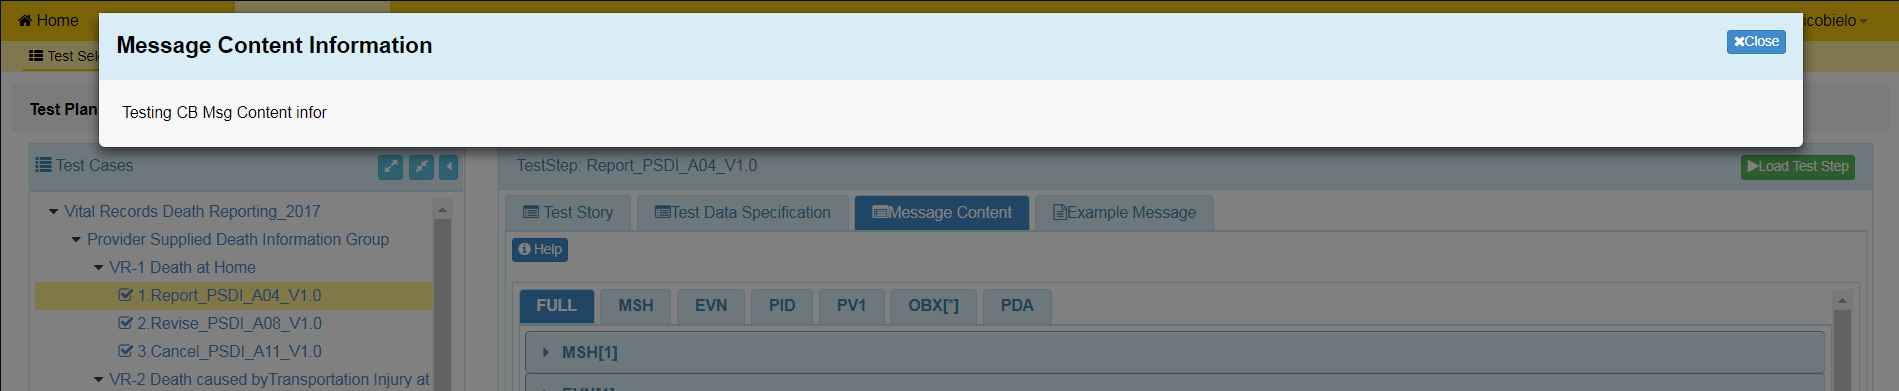 Home
Message Content Information
Close
icobielo
Test Sel
Testing CB Msg Content infor
Test Plan
Test Cases
TestStep: Report_PSDI_A04_V1.0
Load Test Step
Vital Records Death Reporting_2017
Test Story
Test Data Specification
Message Content
Example Message
Provider Supplied Death Information Group
Help
VR-1 Death at Home
1.Report_PSDI_A04_V1.0
FULL
MSH
EVN
PID
PV1
OBX[*]
PDA
2.Revise_PSDI_A08_V1.0
3.Cancel_PSDI_A11_V1.0
MSH[1]
VR-2 Death caused byTransportation Injury at
EVN[1]